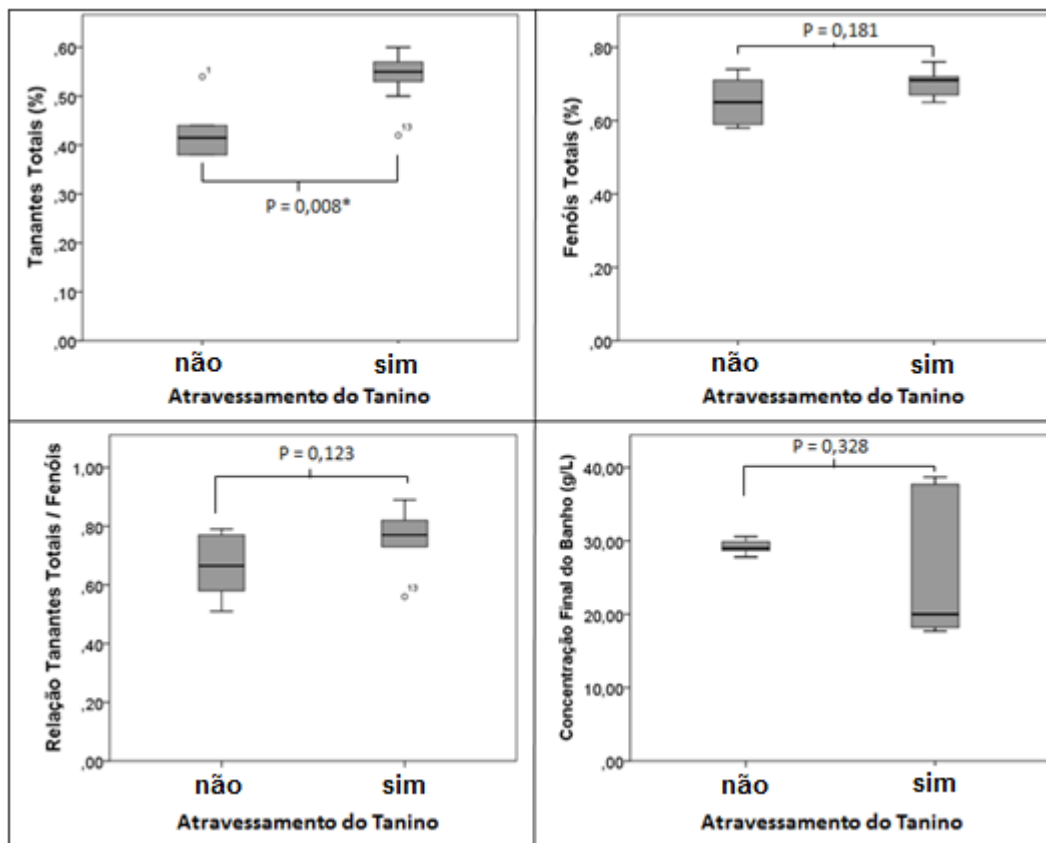 Tanantes Totais (%)
,60
,50
,40
,30
,20
,10
,00
1
13
P = 0,008*
não
sim
Atravessamento do Tanino
Fenóis Totais (%)
,80
,60
,40
,20
,00
P = 0,181
não
sim
Atravessamento do Tanino
Relação Tanantes Totais / Fenóis
1,00
,80
,60
,40
,20
,00
P = 0,123
13
não
sim
Atravessamento do Tanino
Concentração Final do Banho (g/L)
40,00
30,00
20,00
10,00
,00
P = 0,328
não
sim
Atravessamento do Tanino